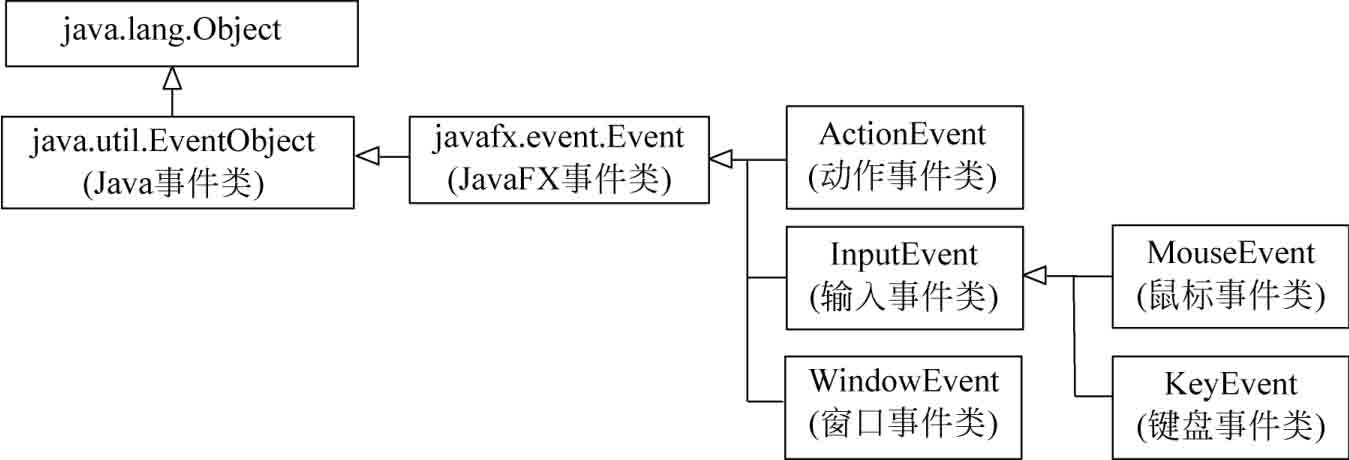 java.lang.Object
java.util.EventObject
(Java事件类)
javafx.event.Event
(JavaFX事件类)
ActionEvent
(动作事件类)
InputEvent
(输入事件类)
WindowEvent
(窗口事件类)
MouseEvent
(鼠标事件类)
KeyEvent
(键盘事件类)